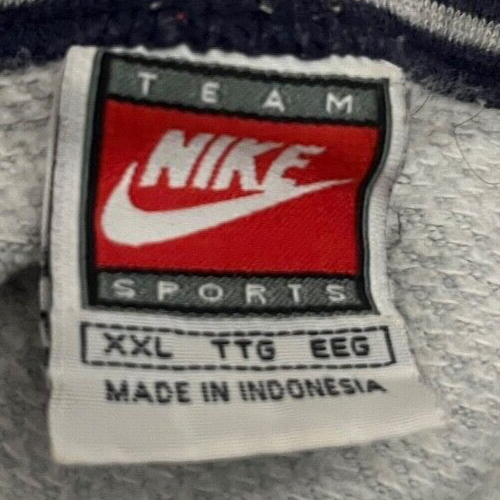 TEAM
NIKE
SPORTS
XXL TTG EEG
MADE IN INDONESIA